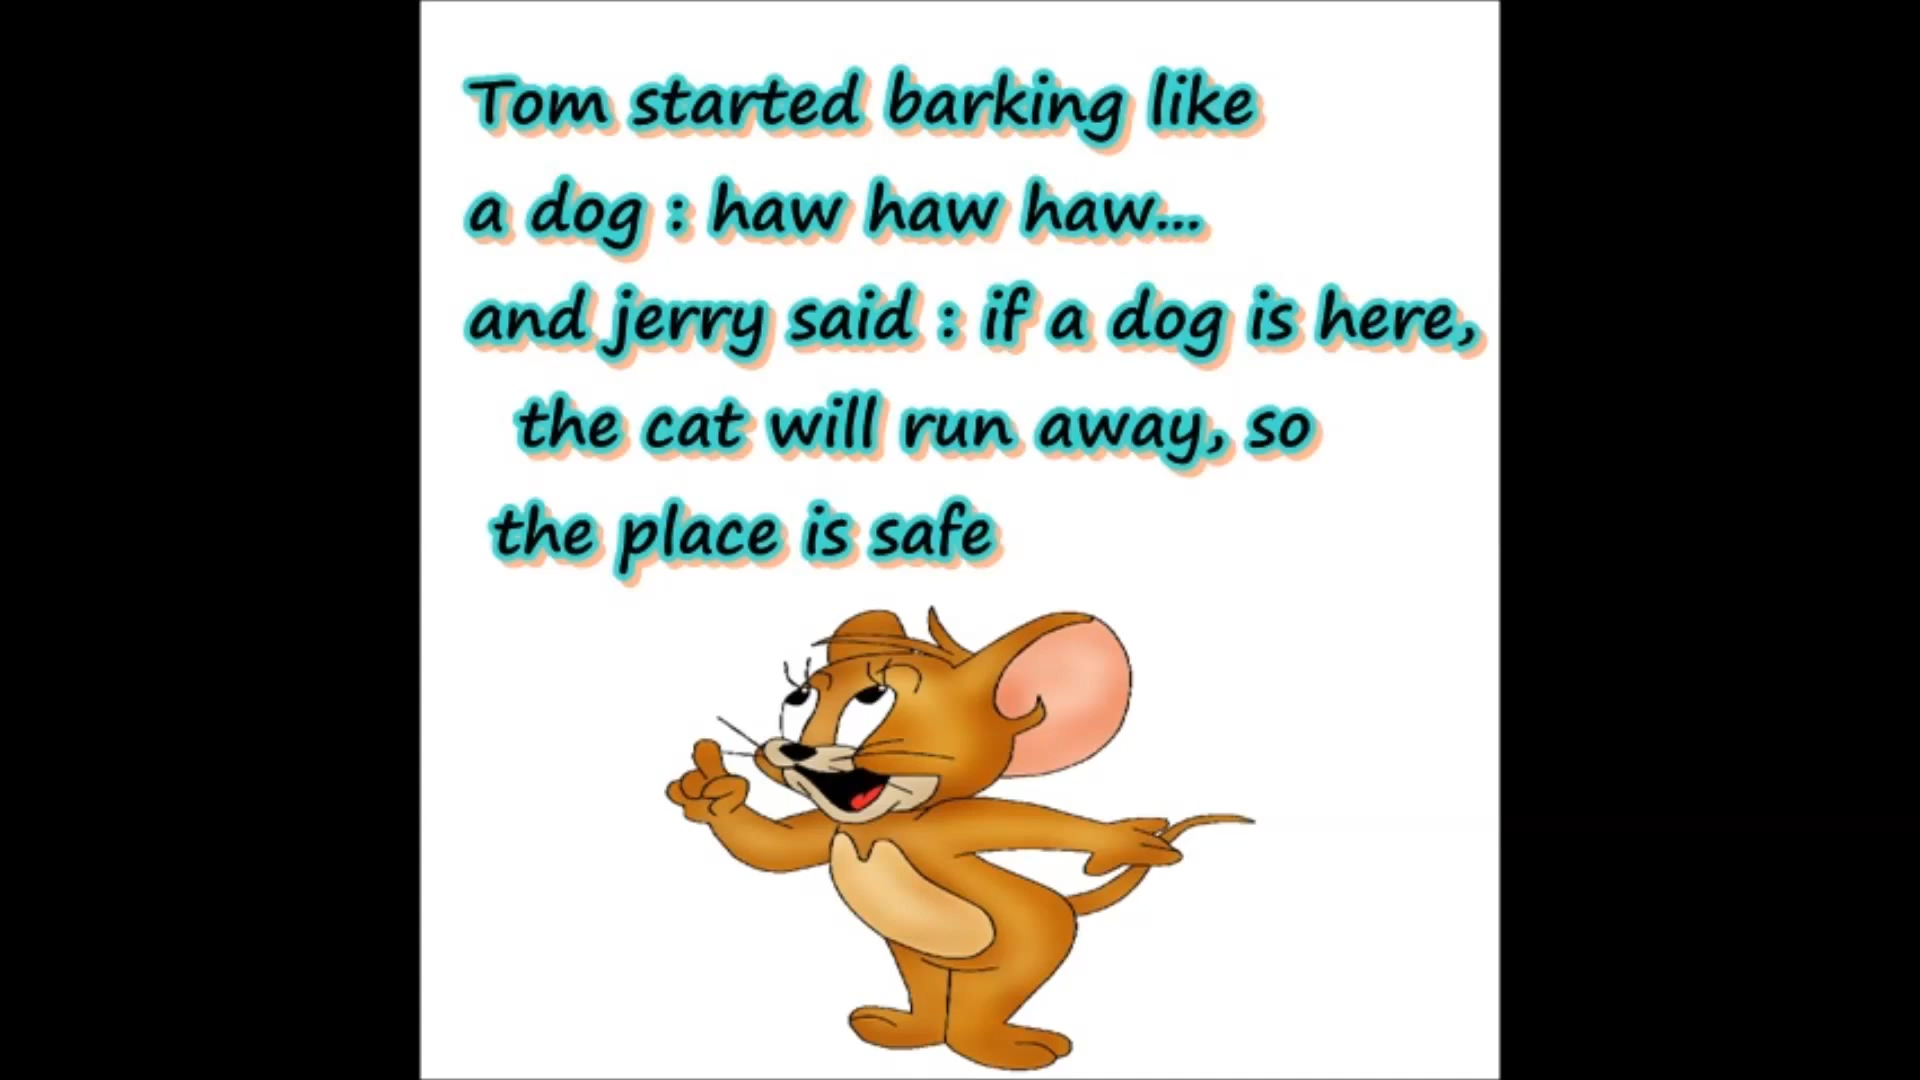 Tom started barking like
a dog : haw haw haw...
and jerry said : if a dog is here,
the cat will run away, so
the place is safe